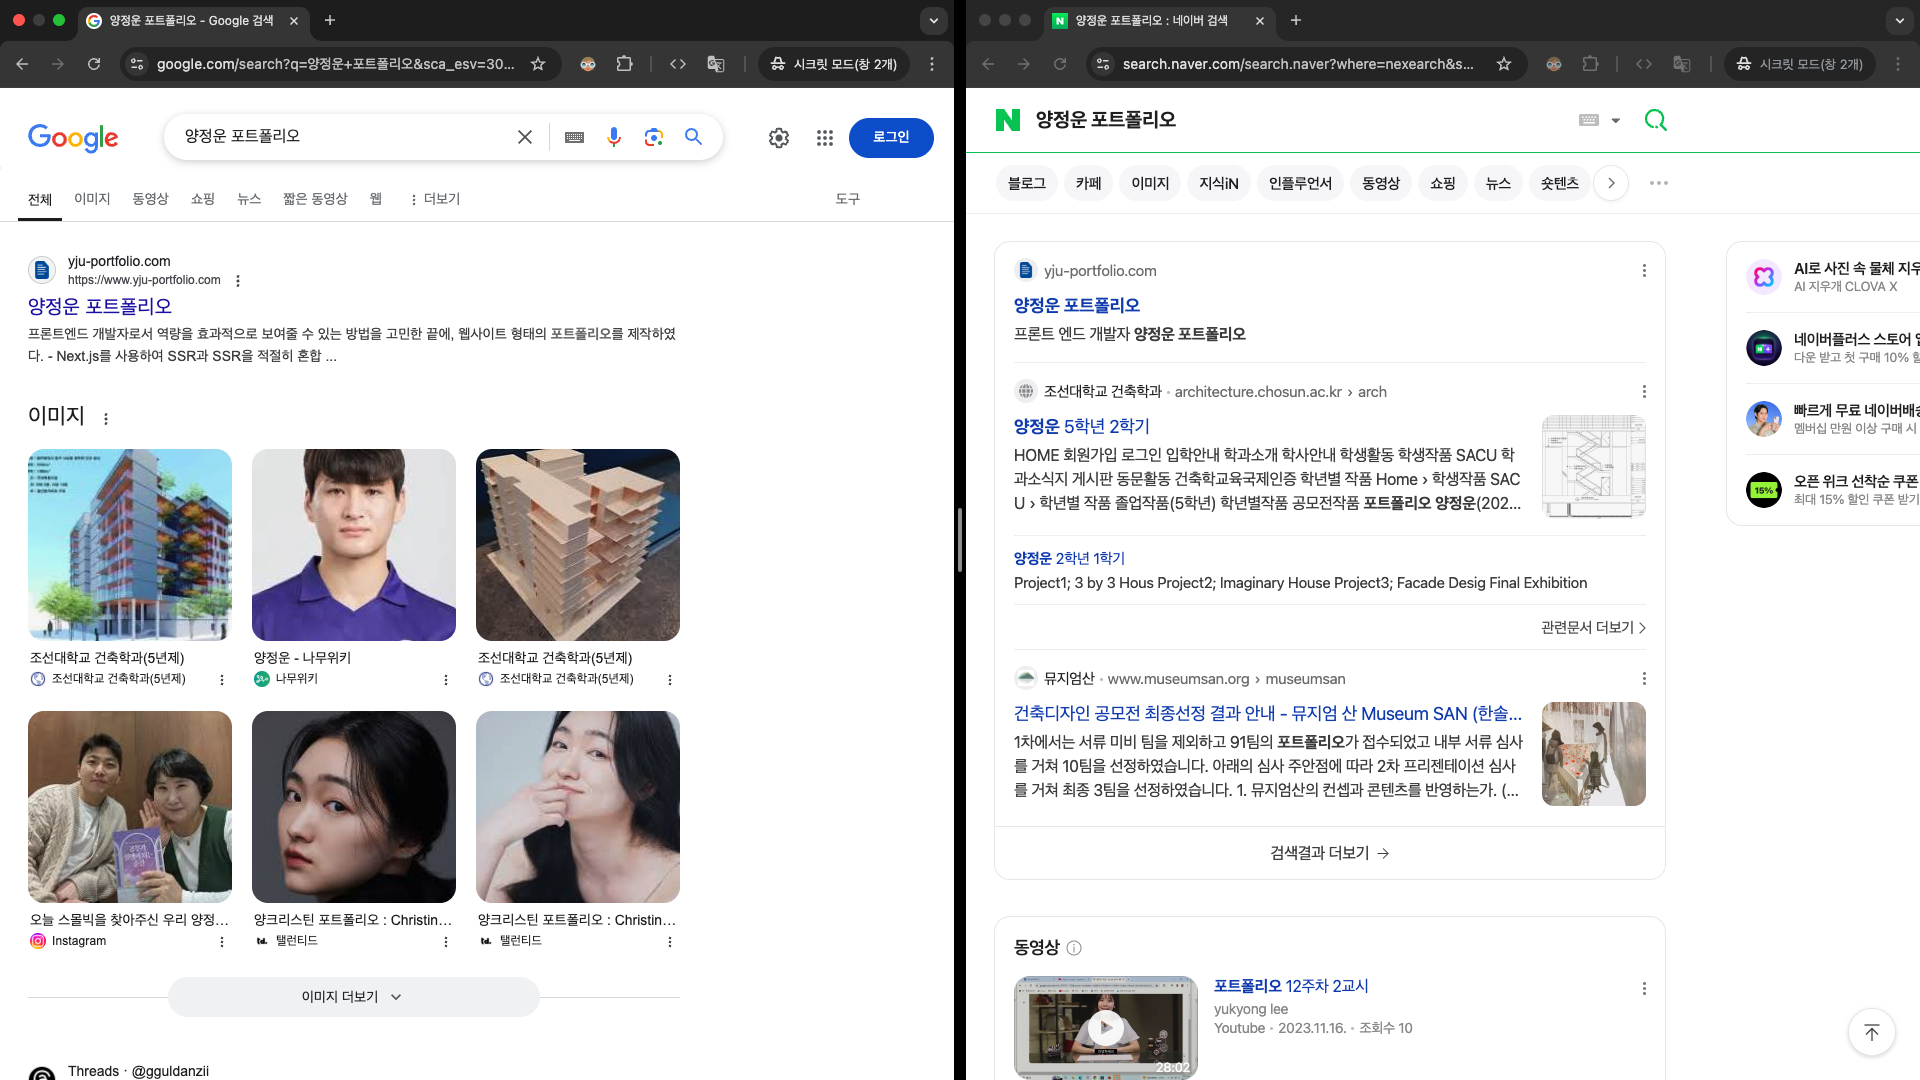 양정운 포트폴리오 - Google 검색
google.com/search?q=양정운+포트폴리오&sca_esv=30...
시크릿 모드(창 2개)
Google
양정운 포트폴리오
로그인
전체
이미지
동영상
쇼핑
뉴스
짧은 동영상
웹
더보기
도구
yju-portfolio.com
https://www.yju-portfolio.com
양정운 포트폴리오
프론트엔드 개발자로서 역량을 효과적으로 보여줄 수 있는 방법을 고민한 끝에, 웹사이트 형태의 포트폴리오를 제작하였
다. - Next.js를 사용하여 SSR과 SSR을 적절히 혼합 ...
이미지
조선대학교 건축학과(5년제)
조선대학교 건축학과(5년제)
양정운 - 나무위키
나무위키
조선대학교 건축학과(5년제)
조선대학교 건축학과(5년제)
오늘 스몰빅을 찾아주신 우리 양정...
Instagram
양크리스틴 포트폴리오 : Christin...
td.
탤런티드
양크리스틴 포트폴리오 : Christin...
td.
탤런티드
이미지 더보기
Threads · @gguldanzii
N
양정운 포트폴리오 : 네이버 검색
search.naver.com/search.naver?where=nexearch&s...
시크릿 모드(창 2개)
N
양정운 포트폴리오
블로그
카페
이미지
지식iN
인플루언서
동영상
쇼핑
뉴스
숏텐츠
yju-portfolio.com
양정운 포트폴리오
프론트 엔드 개발자 양정운 포트폴리오
조선대학교 건축학과 · architecture.chosun.ac.kr › arch
양정운 5학년 2학기
HOME 회원가입 로그인 입학안내 학과소개 학사안내 학생활동 학생작품 SACU 학
과소식지 게시판 동문활동 건축학교육국제인증 학년별 작품 Home › 학생작품 SAC
U › 학년별 작품 졸업작품(5학년) 학년별작품 공모전작품 포트폴리오 양정운(202...
양정운 2학년 1학기
Project1; 3 by 3 Hous Project2; Imaginary House Project3; Facade Desig Final Exhibition
관련문서 더보기
뮤지엄산 · www.museumsan.org › museumsan
건축디자인 공모전 최종선정 결과 안내 - 뮤지엄 산 Museum SAN (한솔...
1차에서는 서류 미비 팀을 제외하고 91팀의 포트폴리오가 접수되었고 내부 서류 심사
를 거쳐 10팀을 선정하였습니다. 아래의 심사 주안점에 따라 2차 프리젠테이션 심사
를 거쳐 최종 3팀을 선정하였습니다. 1. 뮤지엄산의 컨셉과 콘텐츠를 반영하는가. (...
검색결과 더보기
동영상
28:02
포트폴리오 12주차 2교시
yukyong lee
Youtube · 2023.11.16. · 조회수 10
AI로 사진 속 물체 지우
AI 지우개 CLOVA X
네이버플러스 스토어 앱
다운 받고 첫 구매 10% 할
빠르게 무료 네이버배송
멤버십 만원 이상 구매 시
15%
오픈 위크 선착순 쿠폰
최대 15% 할인 쿠폰 받기